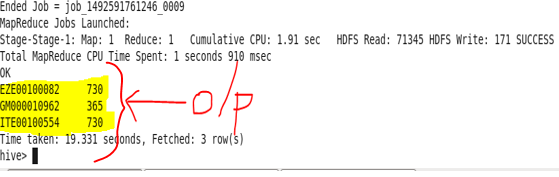 Ended Job = job_1492591761246_0009
MapReduce Jobs Launched:
Stage-Stage-1: Map: 1  Reduce: 1   Cumulative CPU: 1.91 sec   HDFS Read: 71345 HDFS Write: 171 SUCCESS
Total MapReduce CPU Time Spent: 1 seconds 910 msec
OK
EZE00100082     730
GM000010962     365
ITE00100554     730
O/P
Time taken: 19.331 seconds, Fetched: 3 row(s)
hive>